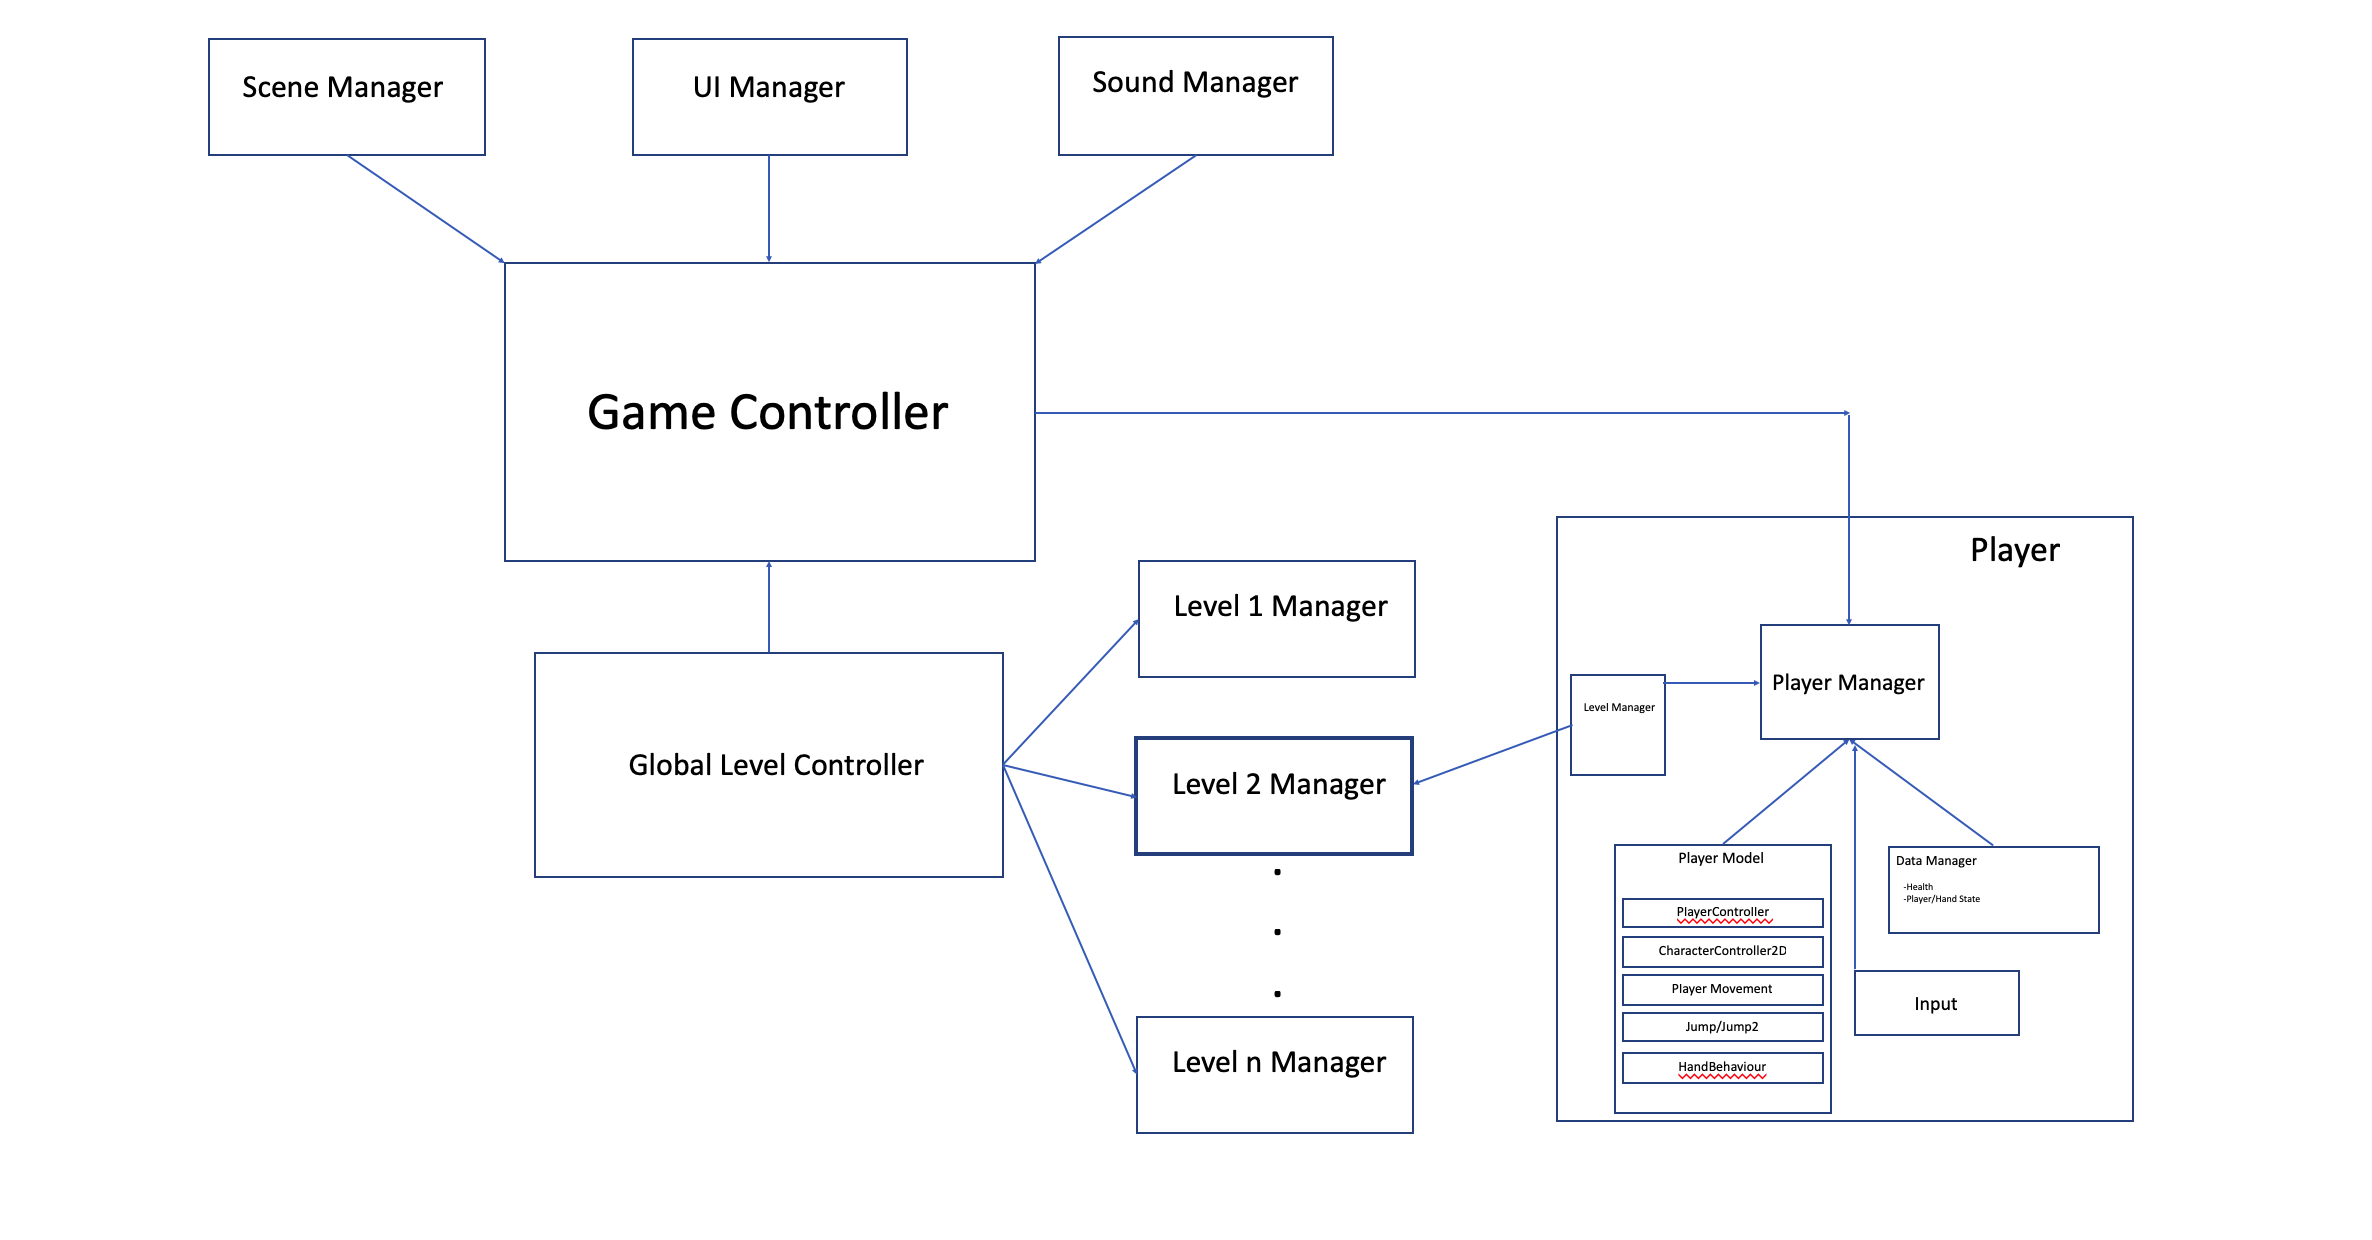 Scene Manager
UI Manager
Sound Manager
Game Controller
Player
Level 1 Manager
Player Manager
Level Manager
Global Level Controller
Level 2 Manager
.
.
.
Level n Manager
Player Model
PlayerController
CharacterController2D
Player Movement
Jump/Jump2
HandBehaviour
Data Manager
-Health
-Player/Hand State
Input